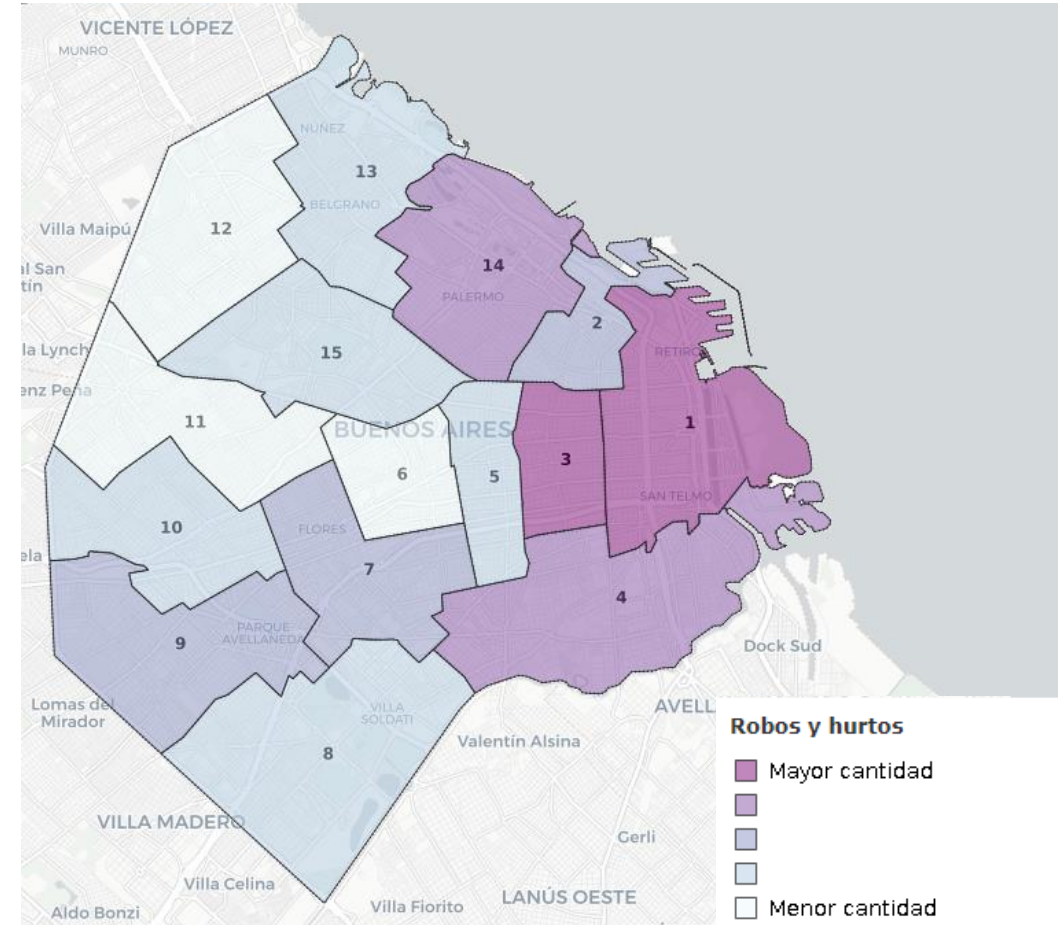 VICENTE LÓPEZ
MUNRO
NUÑEZ
13
BELGRANO
12
Villa Maipú
al San
tín
14
PALERMO
2
la Lynch
15
RETIRO
enz Peña
11
BUENOS AIRES
1
3
6
5
SAN TELMO
10
FLORES
ela
7
4
PARQUE
AVELLANEDA
9
Dock Sud
Lomas del
Mirador
VILLA
SOLDATI
AVELL
Valentín Alsina
8
Robos y hurtos
Mayor cantidad
VILLA MADERO
Gerli
Villa Celina
Villa Fiorito
LANÚS OESTE
Aldo Bonzi
Menor cantidad